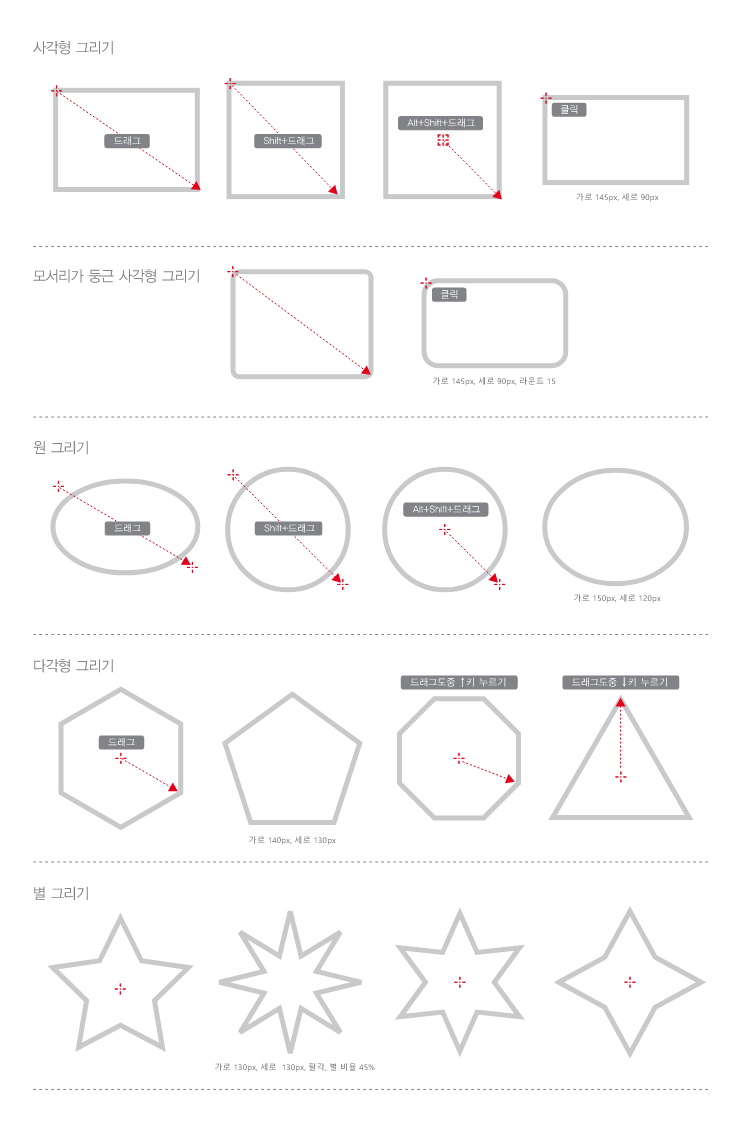 사각형 그리기
드래그
Shift+드래그
Alt+Shift+드래그
클릭
가로 145px, 세로 90px
모서리가 둥근 사각형 그리기
클릭
가로 145px, 세로 90px, 라운드 15
원 그리기
드래그
Shift+드래그
Alt+Shift+드래그
가로 150px, 세로 120px
다각형 그리기
드래그
드래그도중 ↑키 누르기
드래그도중 ↓키 누르기
가로 140px, 세로 130px
별 그리기
가로 130px, 세로 130px, 팔각, 별 비율 45%